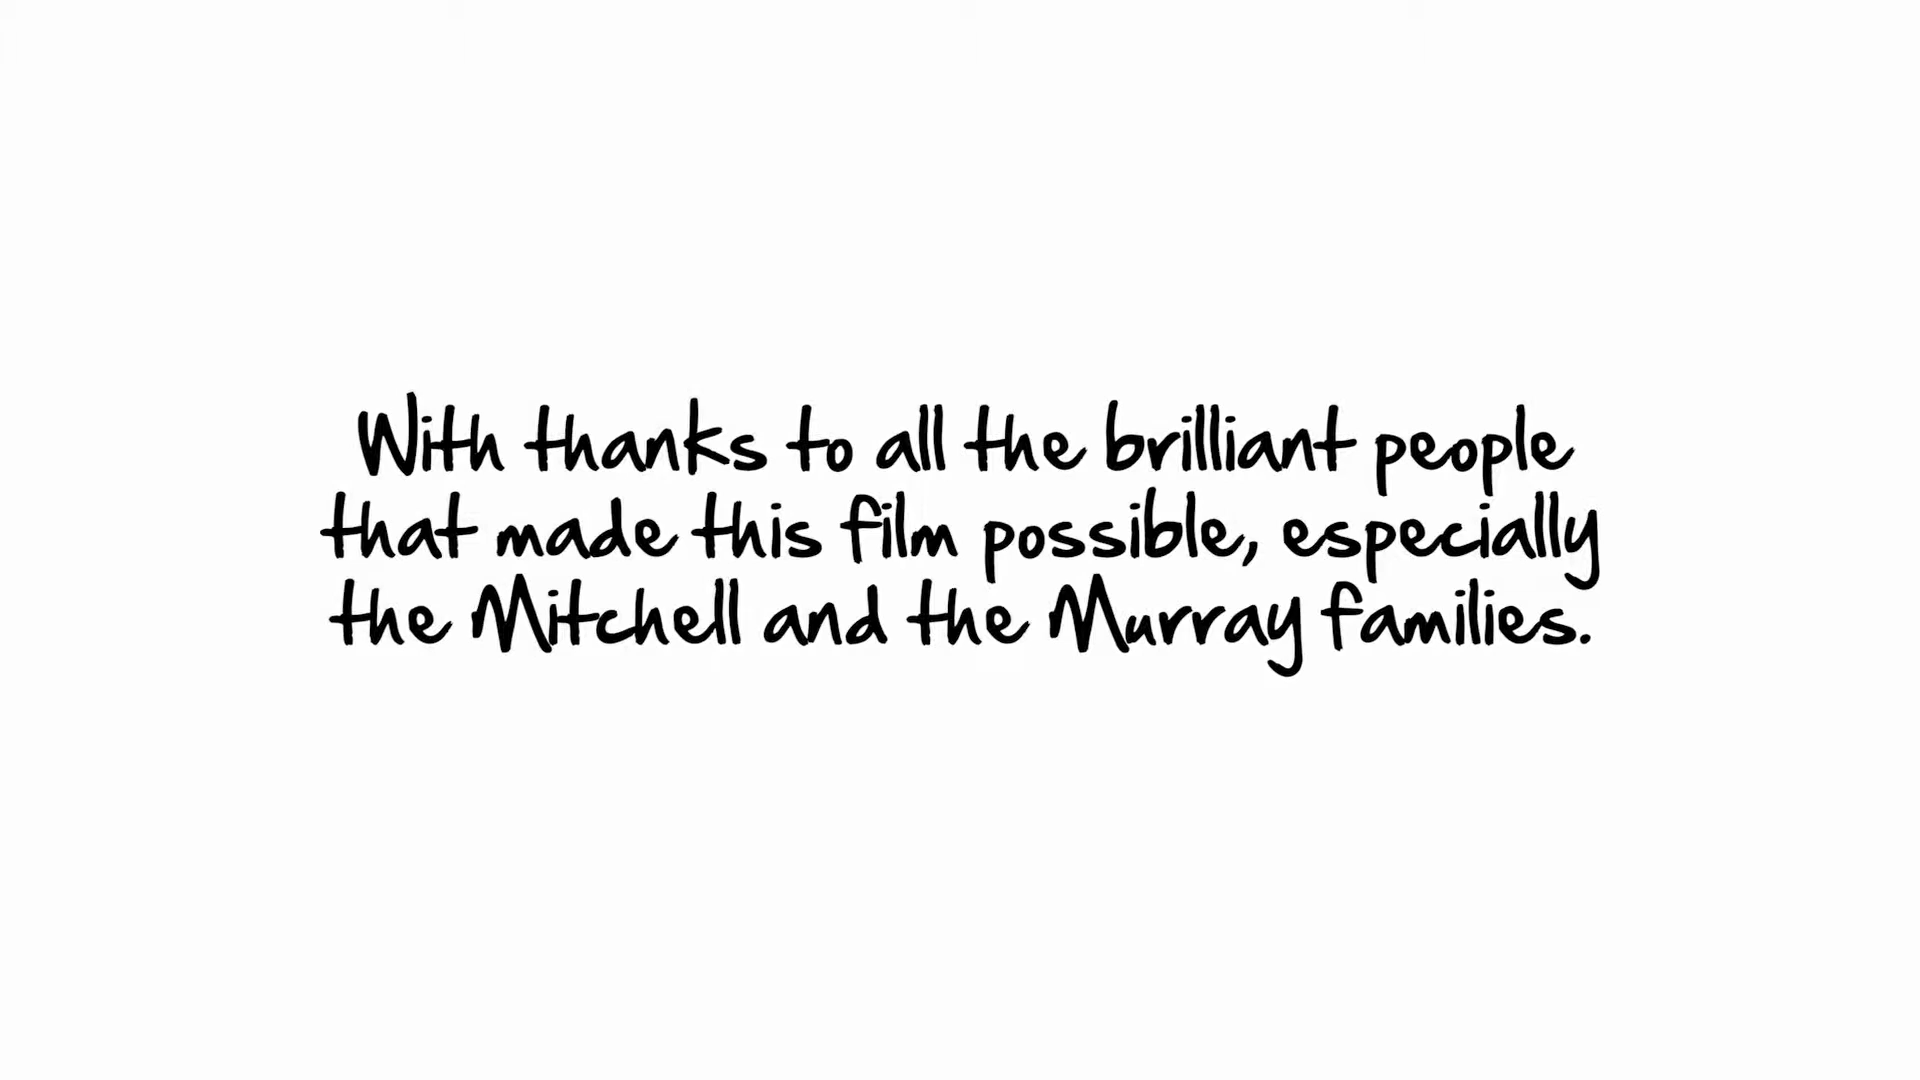 With thanks to all the brilliant people
that made this film possible, especially
the Mitchell and the Murray families.